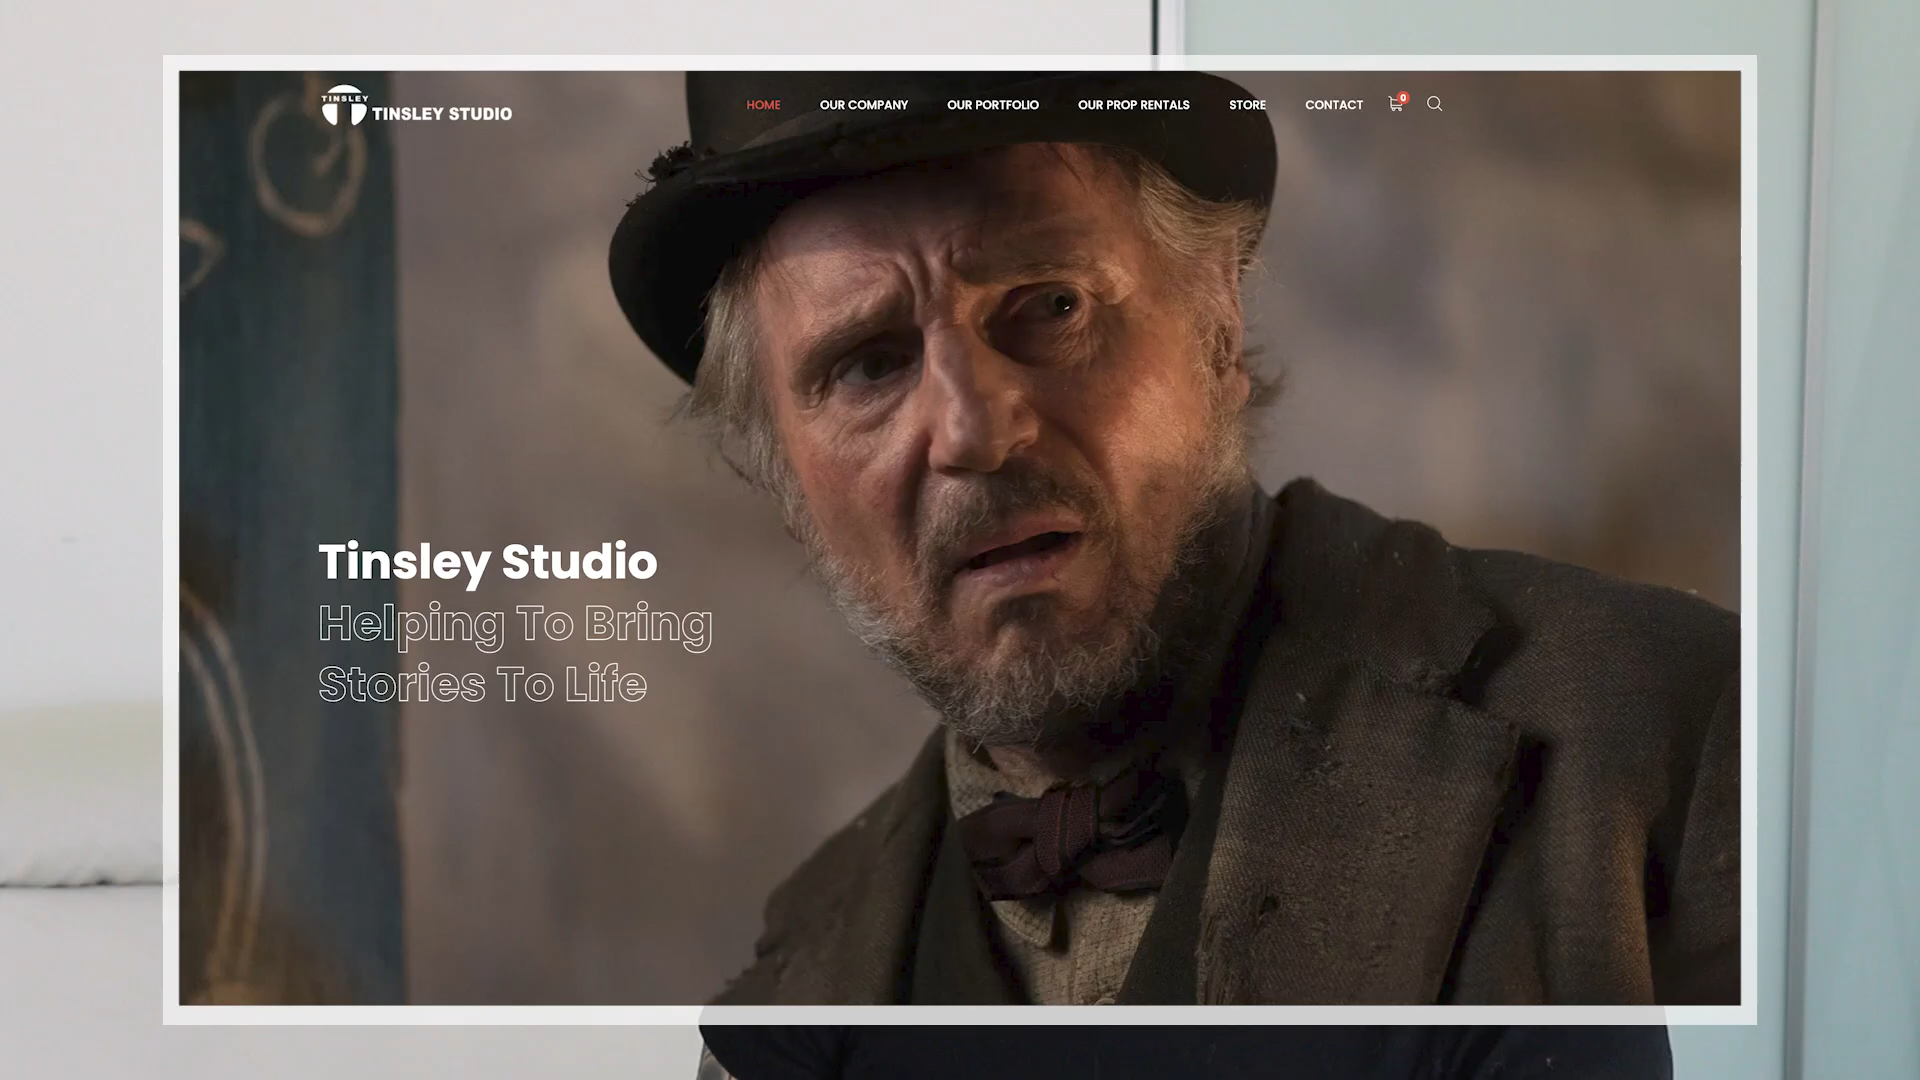 TINSLEY
TINSLEY STUDIO
HOME
OUR COMPANY
OUR PORTFOLIO
OUR PROP RENTALS
STORE
CONTACT
0
Tinsley Studio
Helping To Bring
Stories To Life